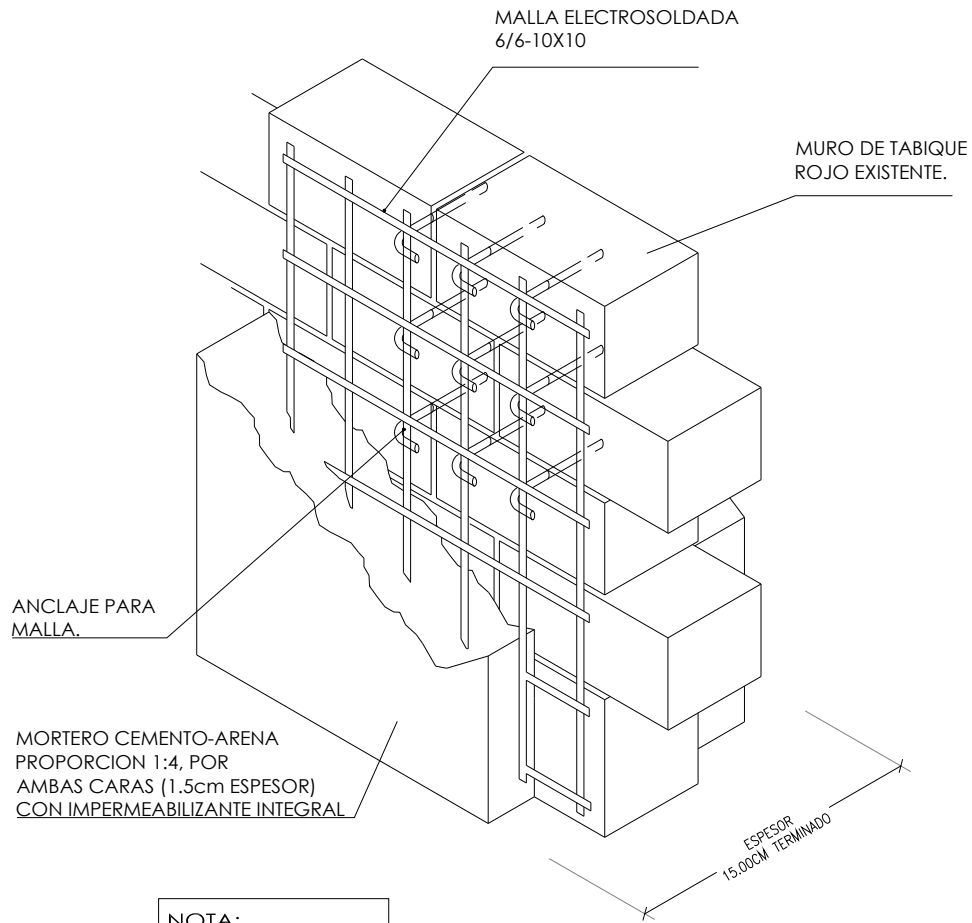 MALLA ELECTROSOLDADA
6/6-10X10
MURO DE TABIQUE
ROJO EXISTENTE.
ANCLAJE PARA
MALLA.
MORTERO CEMENTO-ARENA
PROPORCION 1:4, POR
AMBAS CARAS (1.5cm ESPESOR)
CON IMPERMEABILIZANTE INTEGRAL
ESPESOR
15.00CM TERMINADO
NOTA: